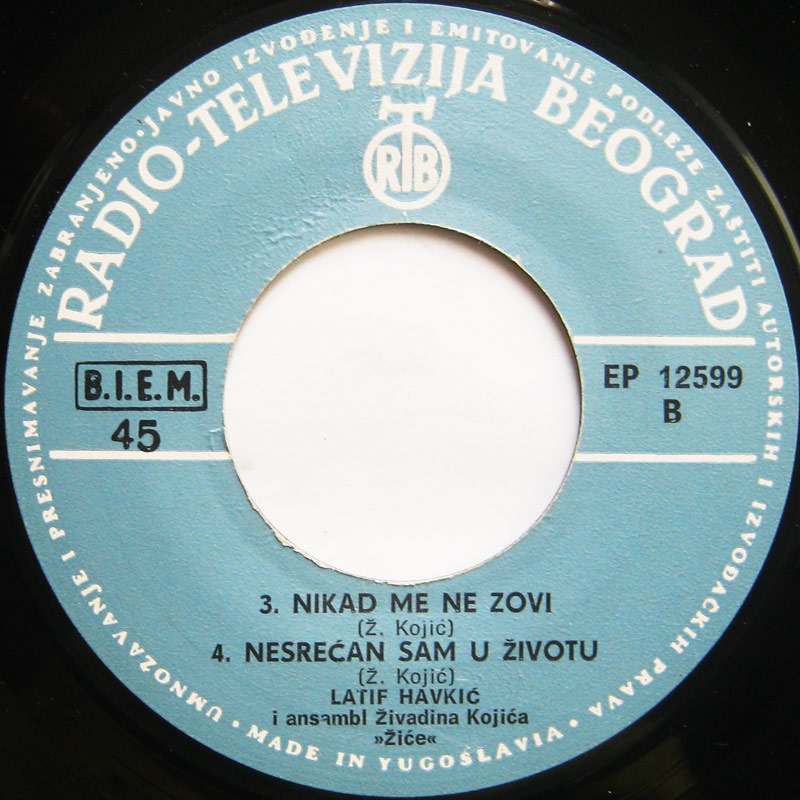 UMNOZAVANJE I PRESNIMAVANJE ZABRANJENO • JAVNO IZVOĐENJE I EMITOVANJE PODLEŽE ZAŠTITI AUTORSKIH I IZVOĐAČKIH PRAVA •
RADIO-TELEVIZIJA BEOGRAD
RTB
B.I.E.M.
45
EP 12599
B
3. NIKAD ME NE ZOVI
(Ž. Kojić)
4. NESREĆAN SAM U ŽIVOTU
(Ž. Kojić)
LATIF HAVKIĆ
i ansambl Živadina Kojića
»Žiće«
MADE IN YUGOSLAVIA •